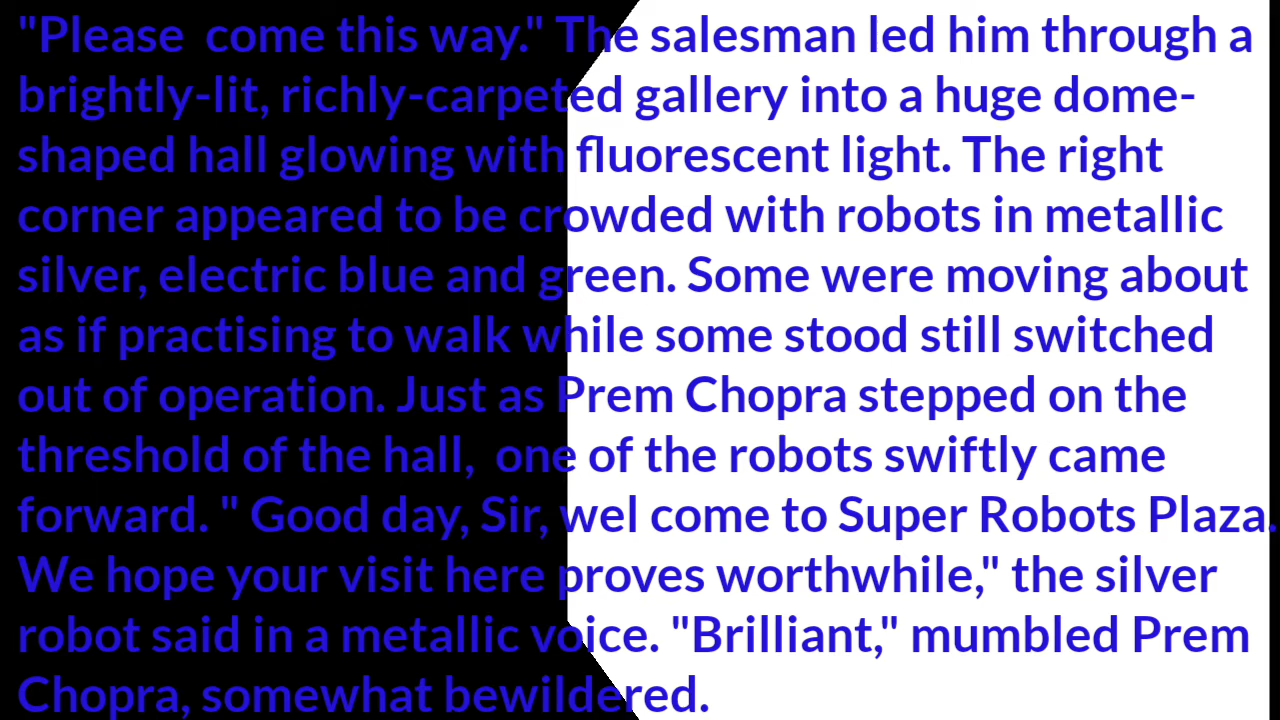 "Please  come this way." The salesman led him through a
brightly-lit, richly-carpeted gallery into a huge dome-
shaped hall glowing with fluorescent light. The right
corner appeared to be crowded with robots in metallic
silver, electric blue and green. Some were moving about
as if practising to walk while some stood still switched
out of operation. Just as Prem Chopra stepped on the
threshold of the hall,  one of the robots swiftly came
forward. " Good day, Sir, wel come to Super Robots Plaza.
We hope your visit here proves worthwhile," the silver
robot said in a metallic voice. "Brilliant," mumbled Prem
Chopra, somewhat bewildered.